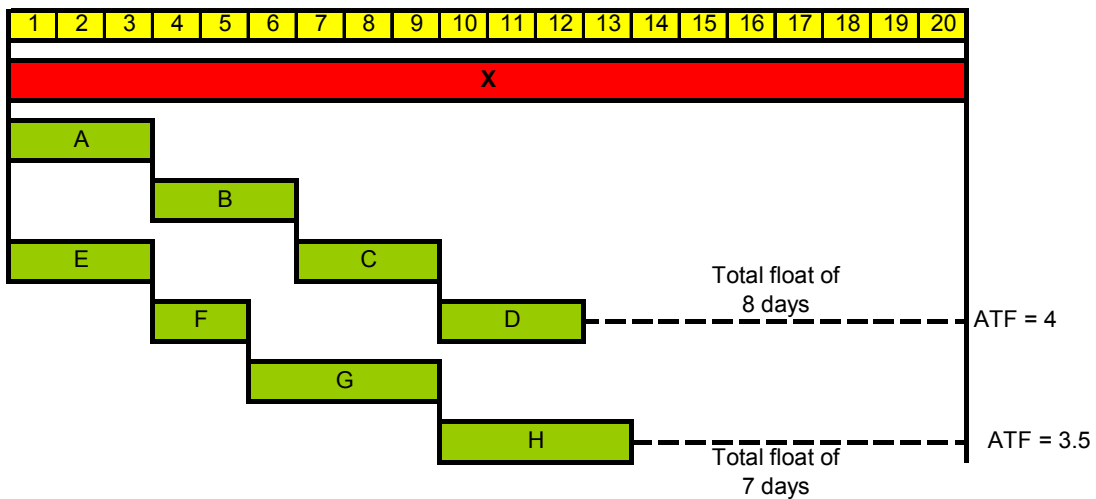 1 2 3 4 5 6 7 8 9 10 11 12 13 14 15 16 17 18 19 20
X
A
B
E C
Total float of
8 days
F D ATF = 4
G
H ATF = 3.5
Total float of
7 days